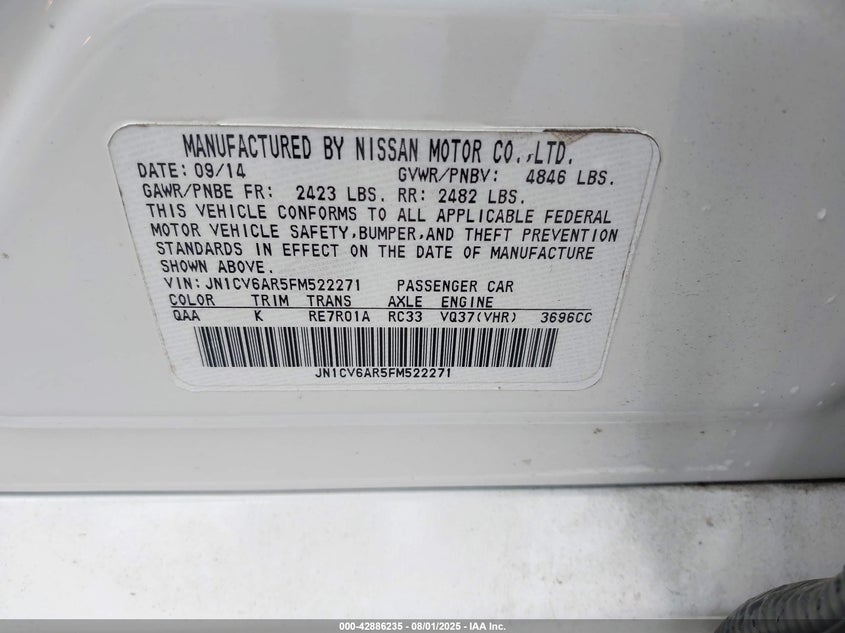 MANUFACTURED BY NISSAN MOTOR CO.,LTD.
DATE: 09/14 GVWR/PNBV: 4846 LBS.
GAWR/PNBE FR: 2423 LBS. RR: 2482 LBS.
THIS VEHICLE CONFORMS TO ALL APPLICABLE FEDERAL
MOTOR VEHICLE SAFETY,BUMPER,AND THEFT PREVENTION
STANDARDS IN EFFECT ON THE DATE OF MANUFACTURE
SHOWN ABOVE.
VIN:JN1CV6AR5FM522271 PASSENGER CAR
COLOR TRIM TRANS AXLE ENGINE
QAA K RE7R01A RC33 VQ37(VHR) 3696CC
JN1CV6AR5FM522271
000-42886235 - 08/01/2025 - IAA Inc.